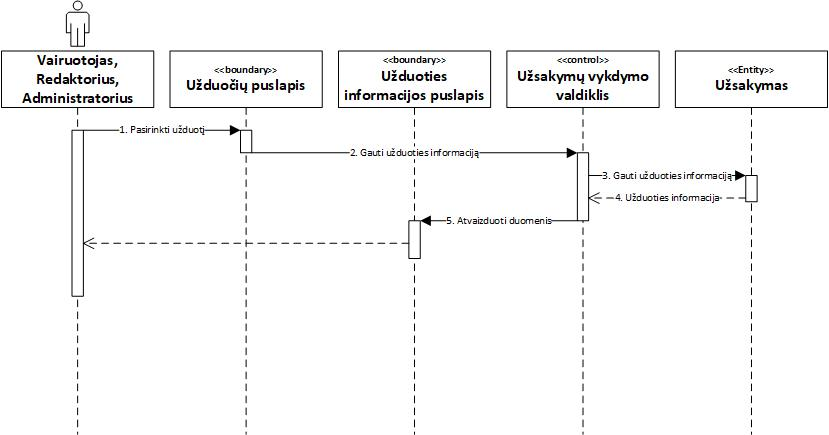 Vairuotojas,
Redaktorius,
Administratorius
<<boundary>>
Užduočių puslapis
<<boundary>>
Užduoties
informacijos puslapis
<<control>>
Užsakymų vykdymo
valdiklis
<<Entity>>
Užsakymas
1. Pasirinkti užduotį
2. Gauti užduoties informaciją
3. Gauti užduoties informaciją
4. Užduoties informacija
5. Atvaizduoti duomenis